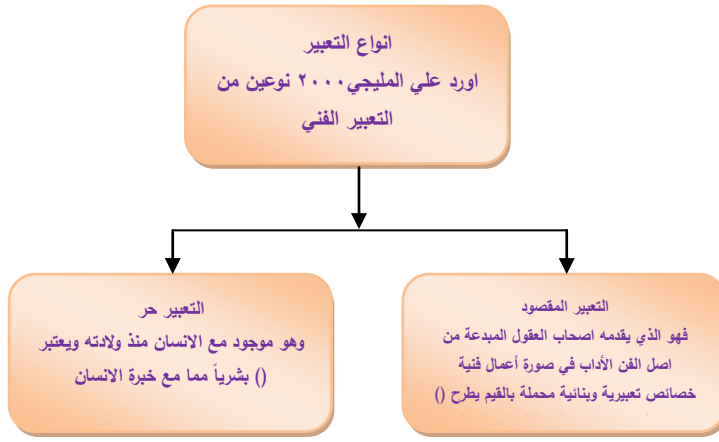 انواع التعبير
اورد علي المليجي٢٠٠٠ نوعين من
التعبير الفني
التعبير المقصود
فهو الذي يقدمه اصحاب العقول المبدعة من
اصل الفن الأداب في صورة أعمال فنية
خصائص تعبيرية وبنائية محملة بالقيم يطرح ()
التعبير حر
وهو موجود مع الانسان منذ ولادته ويعتبر
() بشرياً مما مع خبرة الانسان